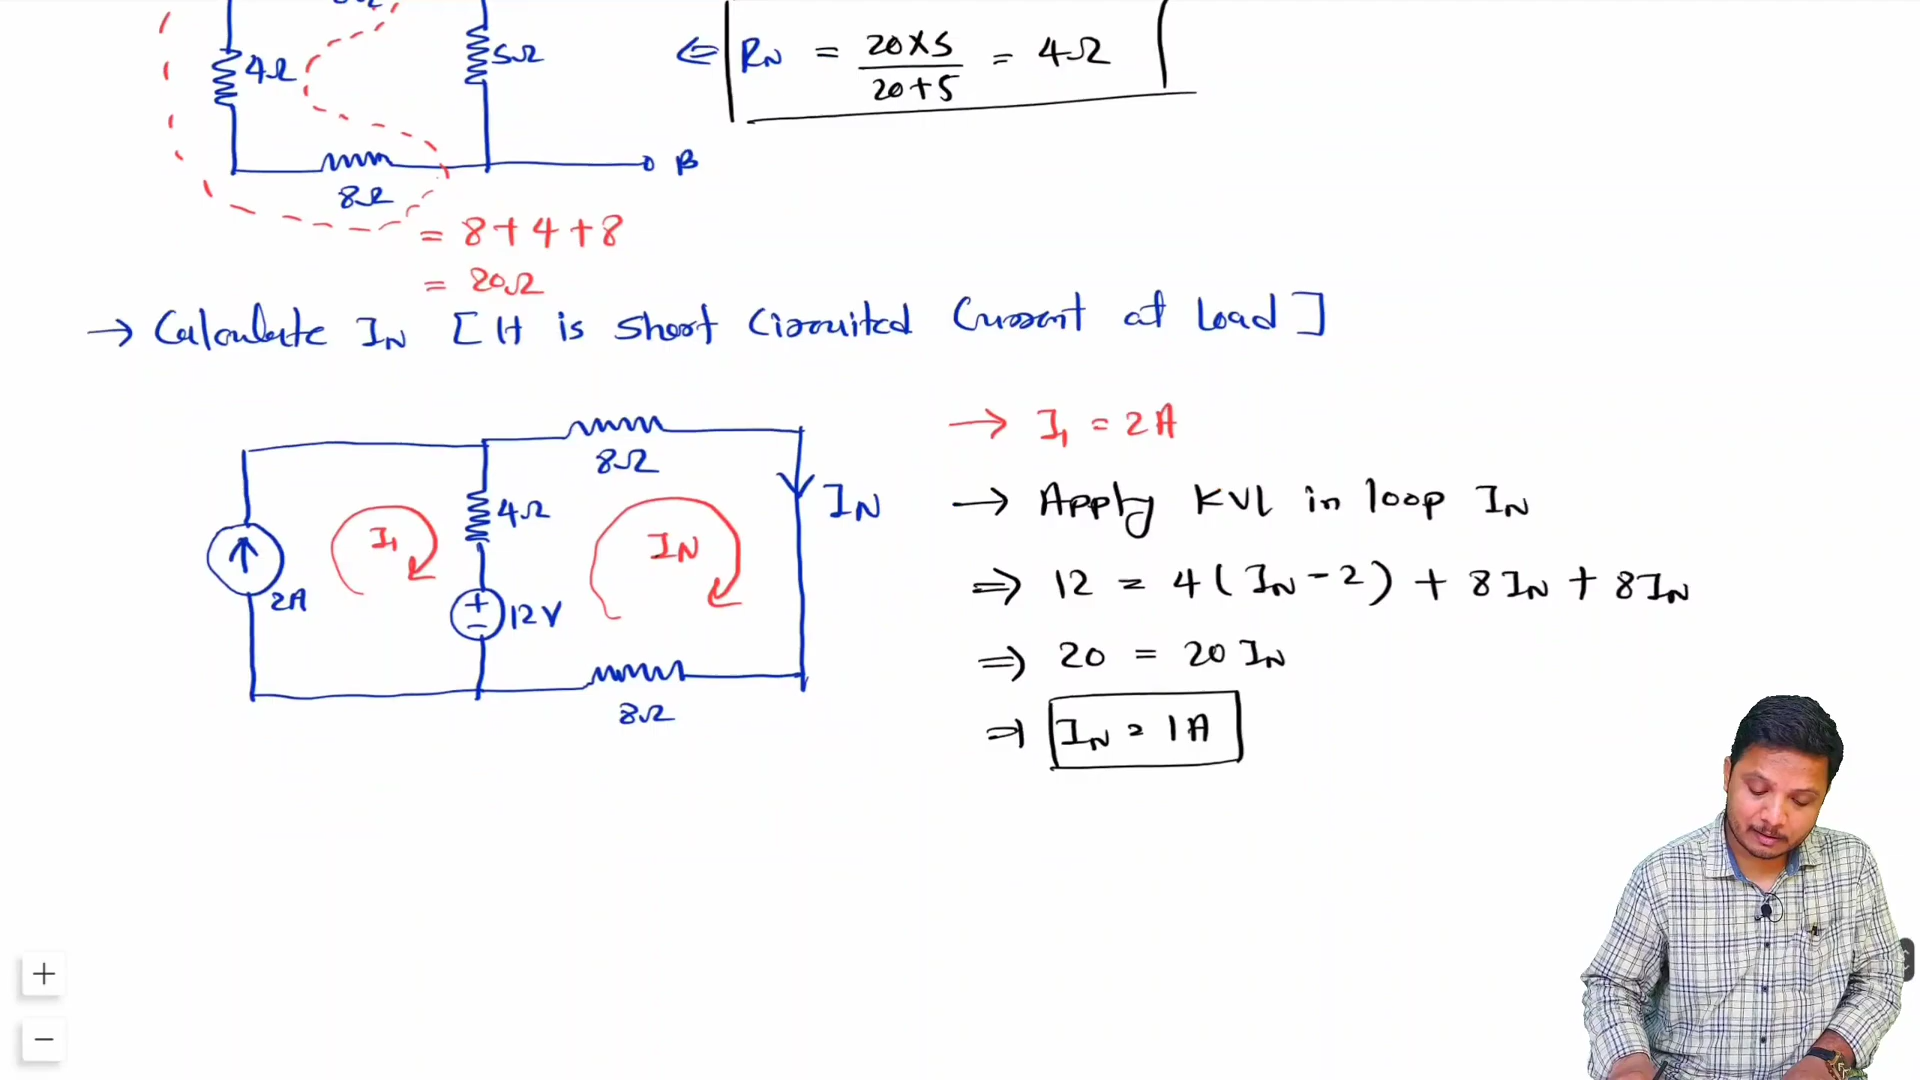 4Ω
5Ω
⇐ RN = 20×5 / 20+5 = 4Ω
B
8Ω
= 8+4+8
= 20Ω
→ Calculate IN [It is short circuited current at load]
8Ω
IN
4Ω
I1
IN
2A
+
−
12V
8Ω
→ I1 = 2A
→ Apply KVL in loop IN
⇒ 12 = 4(IN-2) + 8IN + 8IN
⇒ 20 = 20 IN
⇒ IN = 1A
+
−